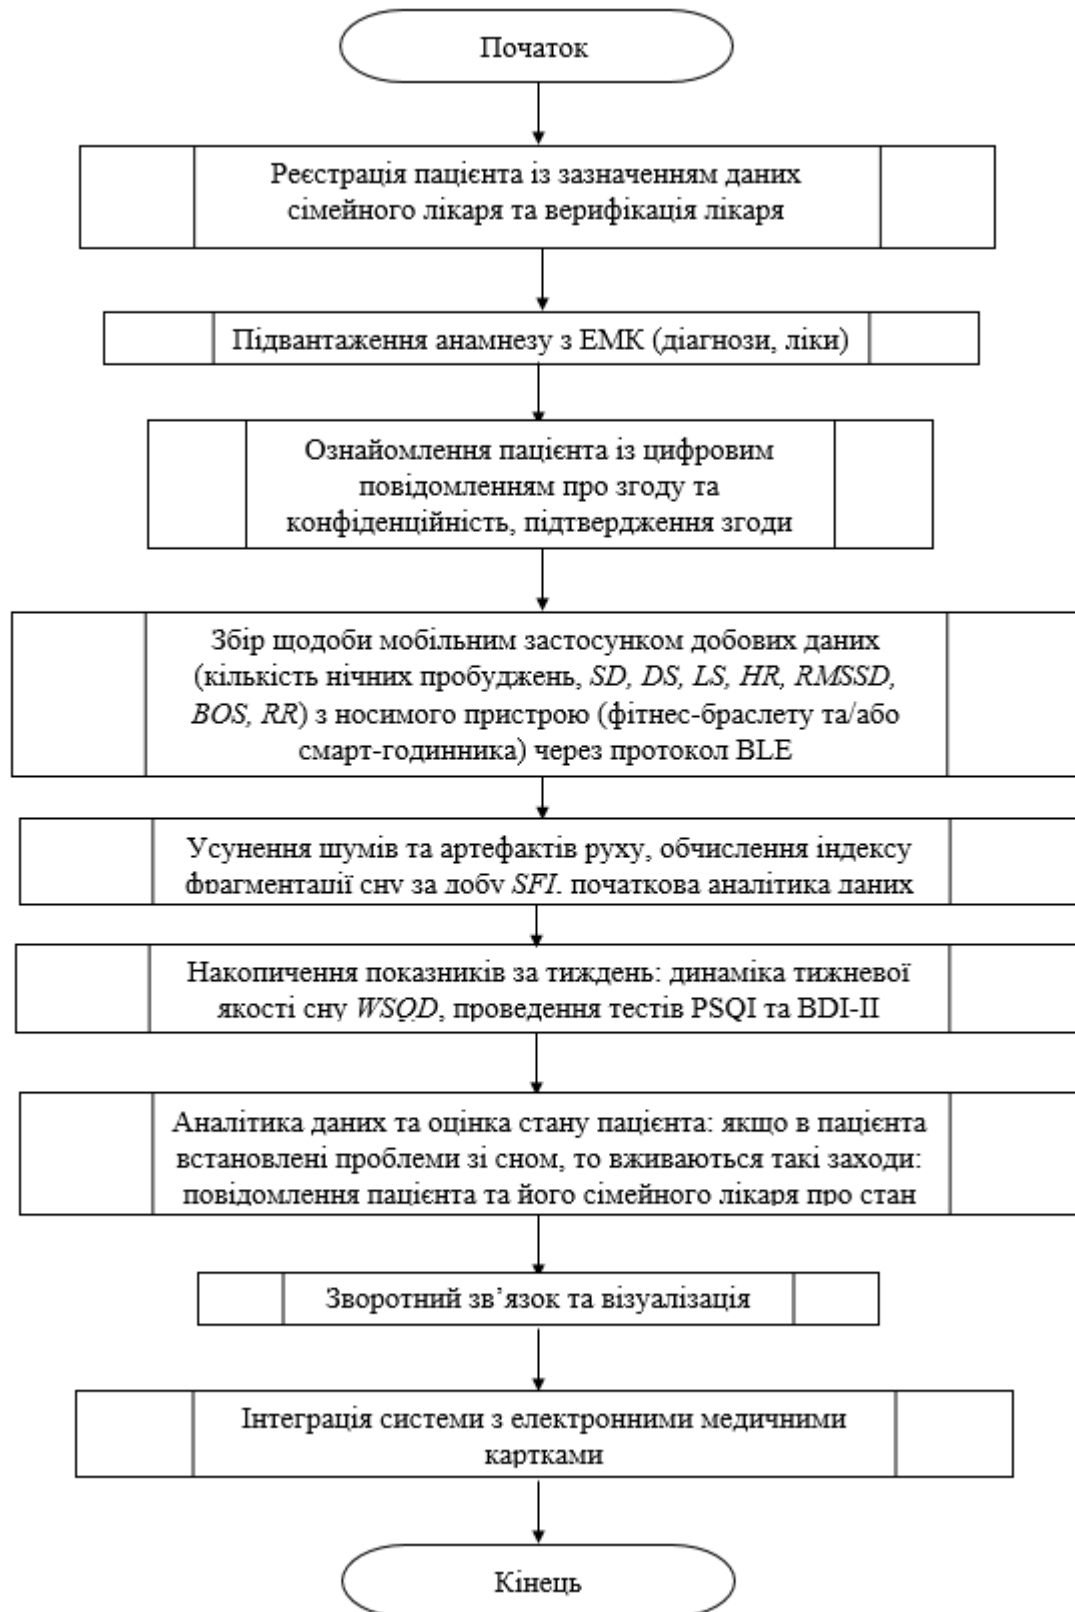 Початок
Реєстрація пацієнта із зазначенням даних
сімейного лікаря та верифікація лікаря
Підвантаження анамнезу з ЕМК (діагнози, ліки)
Ознайомлення пацієнта із цифровим
повідомленням про згоду та
конфіденційність, підтвердження згоди
Збір щодоби мобільним застосунком добових даних
(кількість нічних пробуджень, SD, DS, LS, HR, RMSSD,
BOS, RR) з носимого пристрою (фітнес-браслету та/або
смарт-годинника) через протокол BLE
Усунення шумів та артефактів руху, обчислення індексу
фрагментації сну за добу SFI, початкова аналітика даних
Накопичення показників за тиждень: динаміка тижневої
якості сну WSQD, проведення тестів PSQI та BDI-II
Аналітика даних та оцінка стану пацієнта: якщо в пацієнта
встановлені проблеми зі сном, то вживаються такі заходи:
повідомлення пацієнта та його сімейного лікаря про стан
Зворотний зв’язок та візуалізація
Інтеграція системи з електронними медичними
картками
Кінець